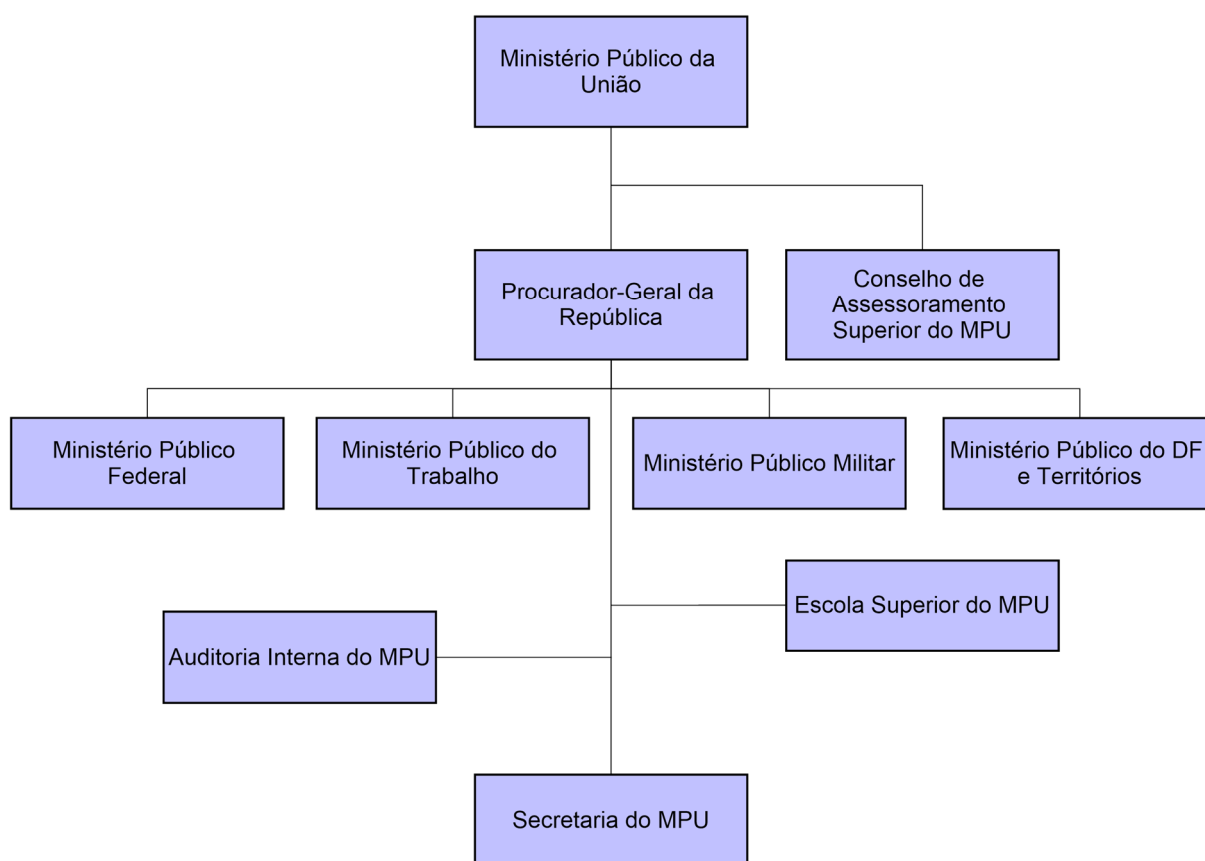 Ministério Público da
União
Procurador-Geral da
República
Conselho de
Assessoramento
Superior do MPU
Ministério Público
Federal
Ministério Público do
Trabalho
Ministério Público Militar
Ministério Público do DF
e Territórios
Escola Superior do MPU
Auditoria Interna do MPU
Secretaria do MPU